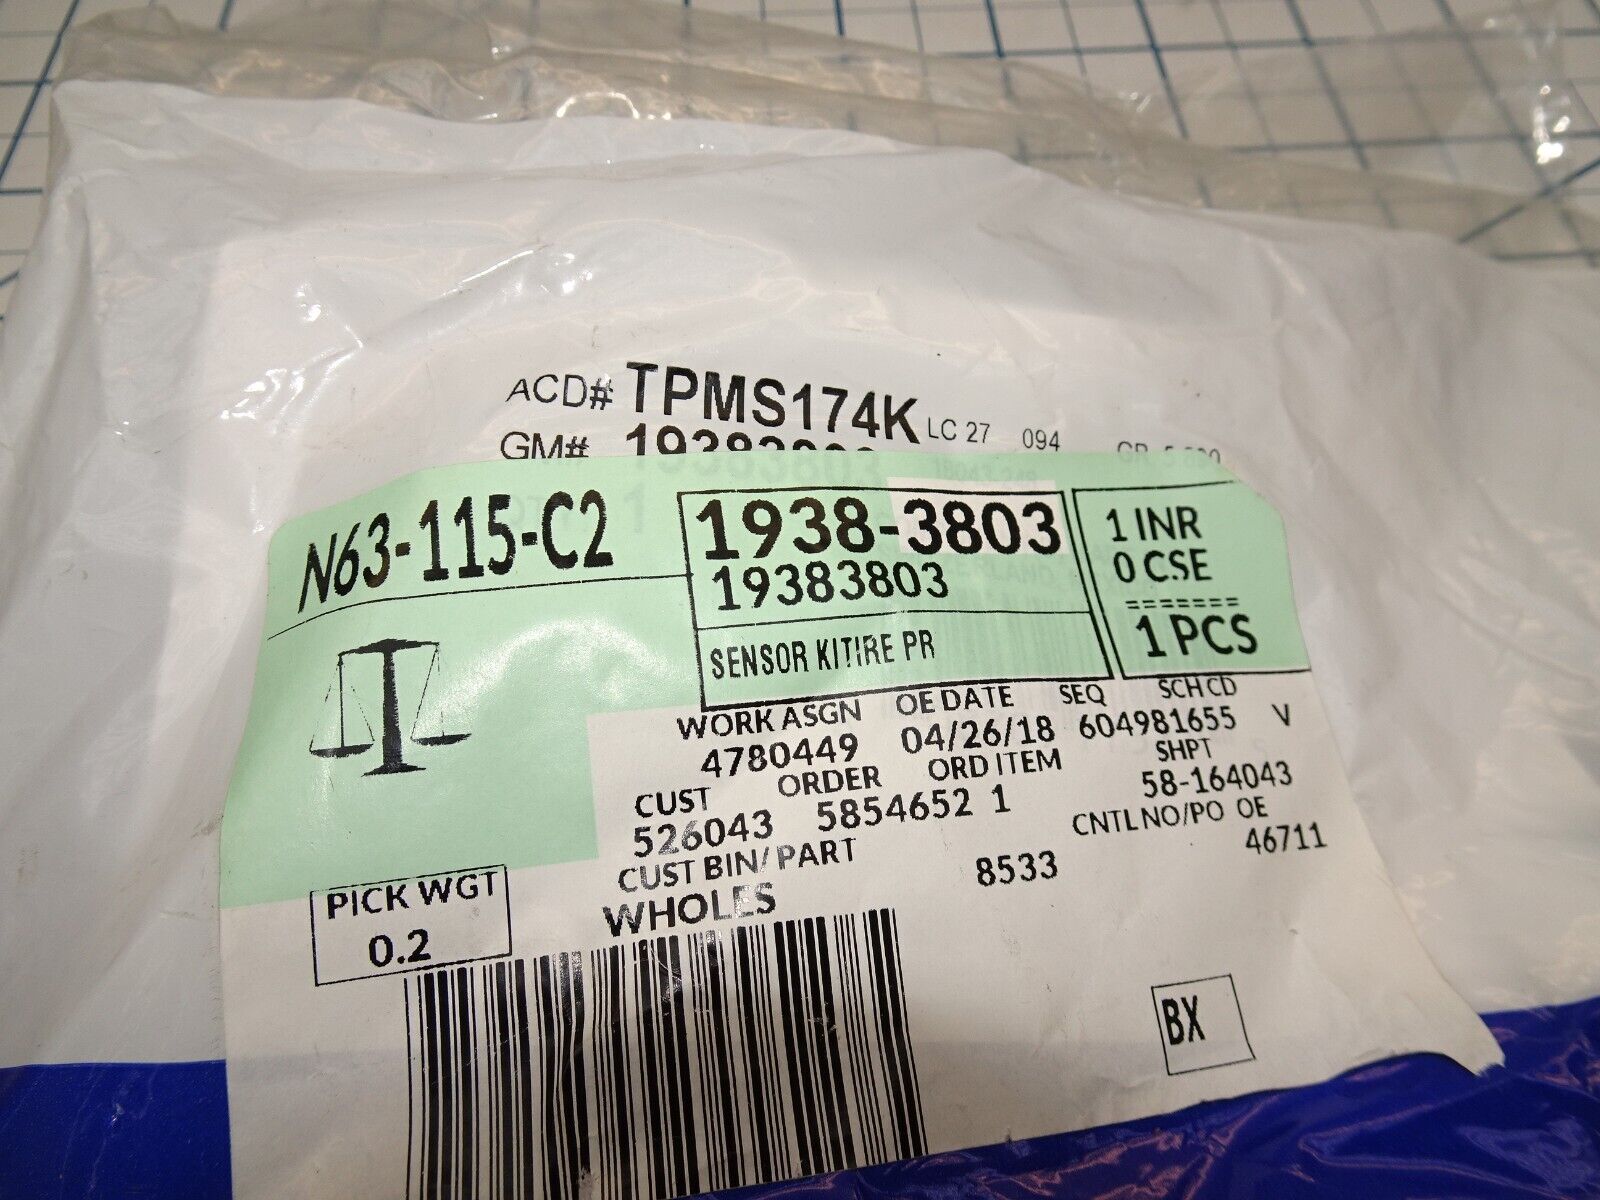 ACD# TPMS174K LC 27 094
GM# 19383803
N63-115-C2
1938-3803
19383803
SENSOR KITIRE PR
1 INR
0 CSE
=======
1 PCS
WORK ASGN OE DATE SEQ SCH CD
4780449 04/26/18 604981655 V
ORDER ORD ITEM SHPT
CUST 5854652 1 58-164043
526043 CNTL NO/PO OE
CUST BIN/PART 8533 46711
WHOLES
PICK WGT
0.2
BX